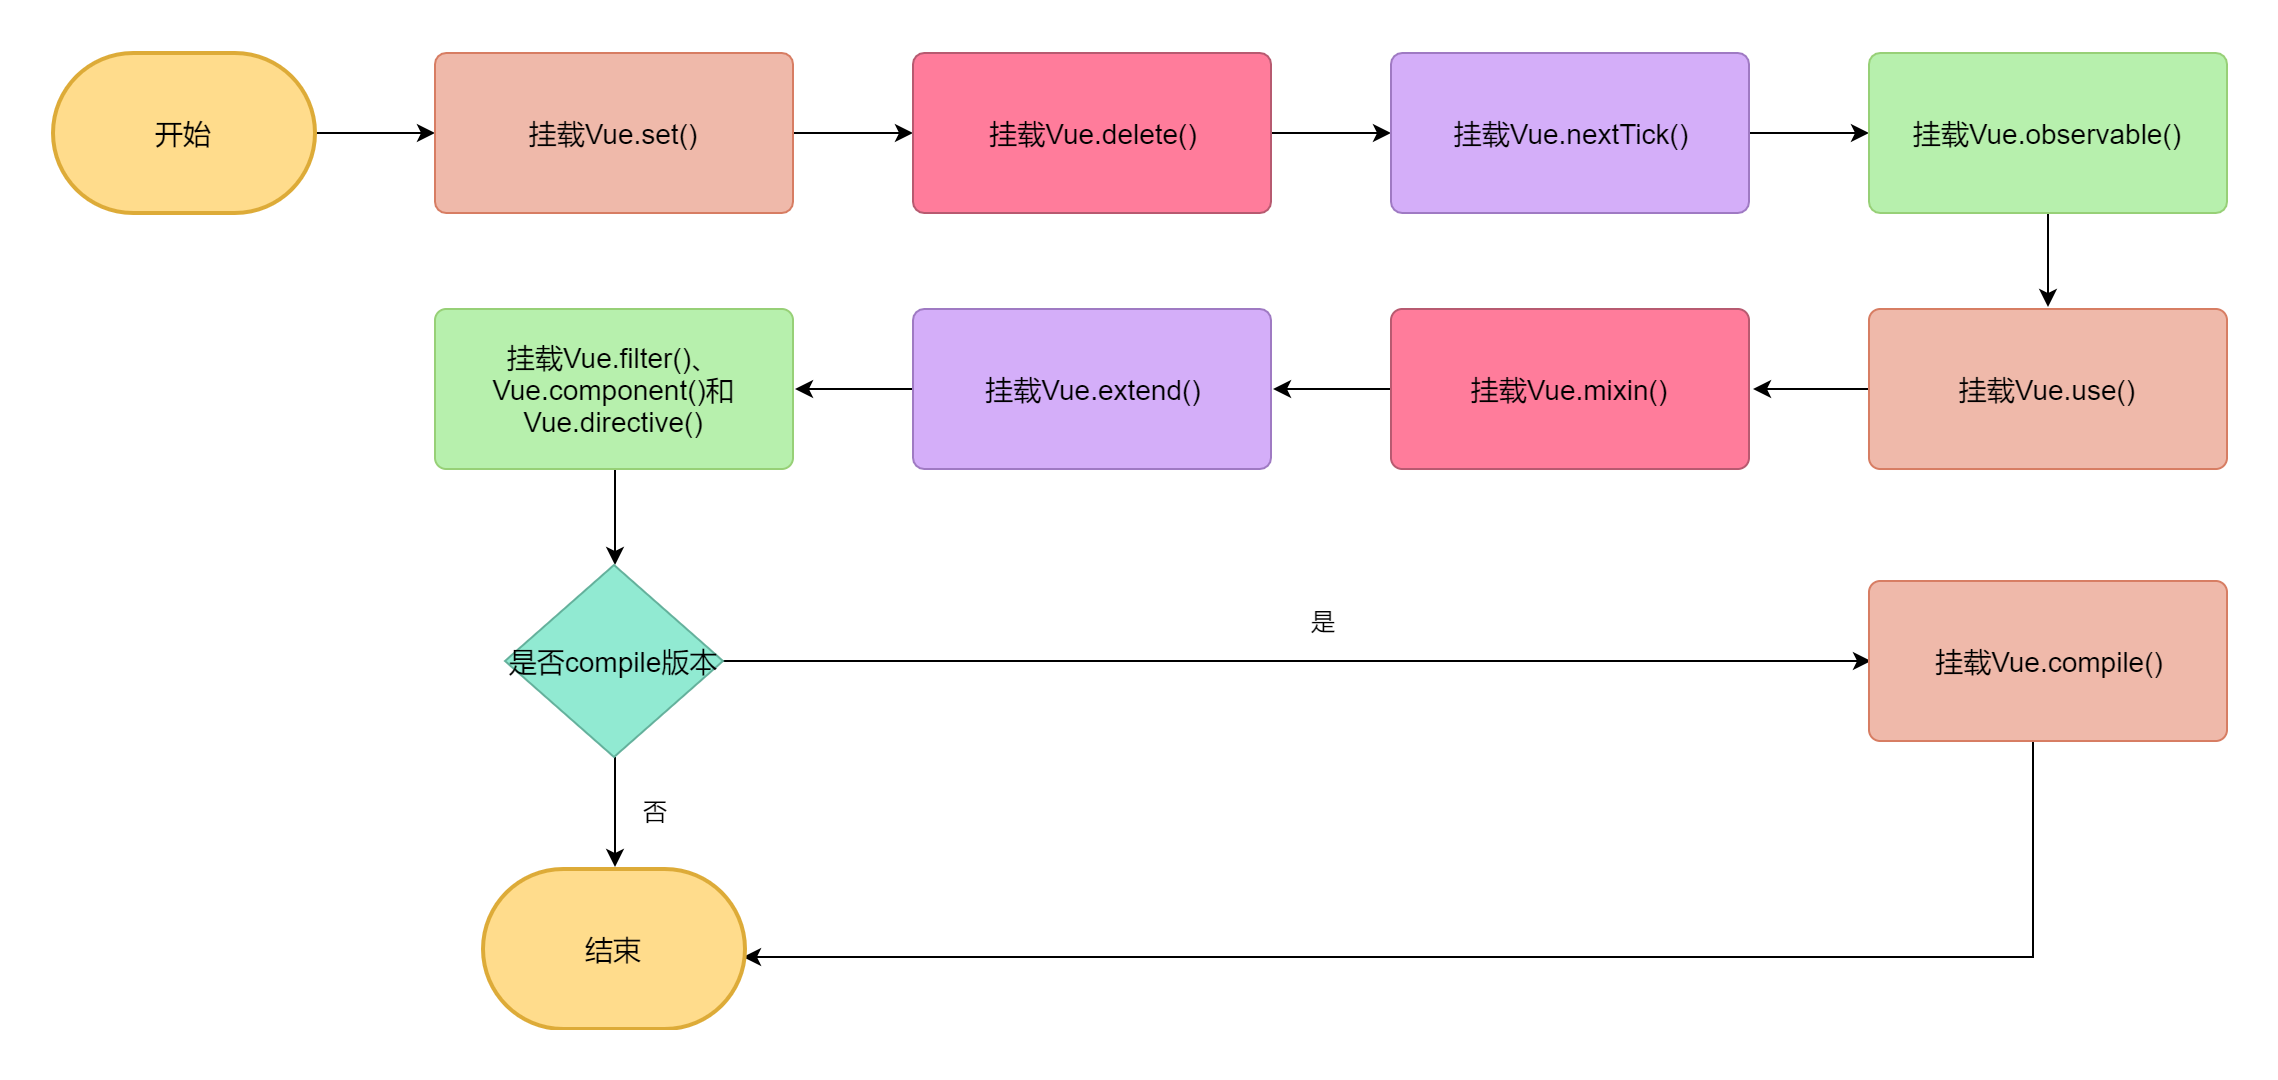 开始
挂载Vue.set()
挂载Vue.delete()
挂载Vue.nextTick()
挂载Vue.observable()
挂载Vue.use()
挂载Vue.mixin()
挂载Vue.extend()
挂载Vue.filter()、
Vue.component()和
Vue.directive()
是否compile版本
是
挂载Vue.compile()
否
结束